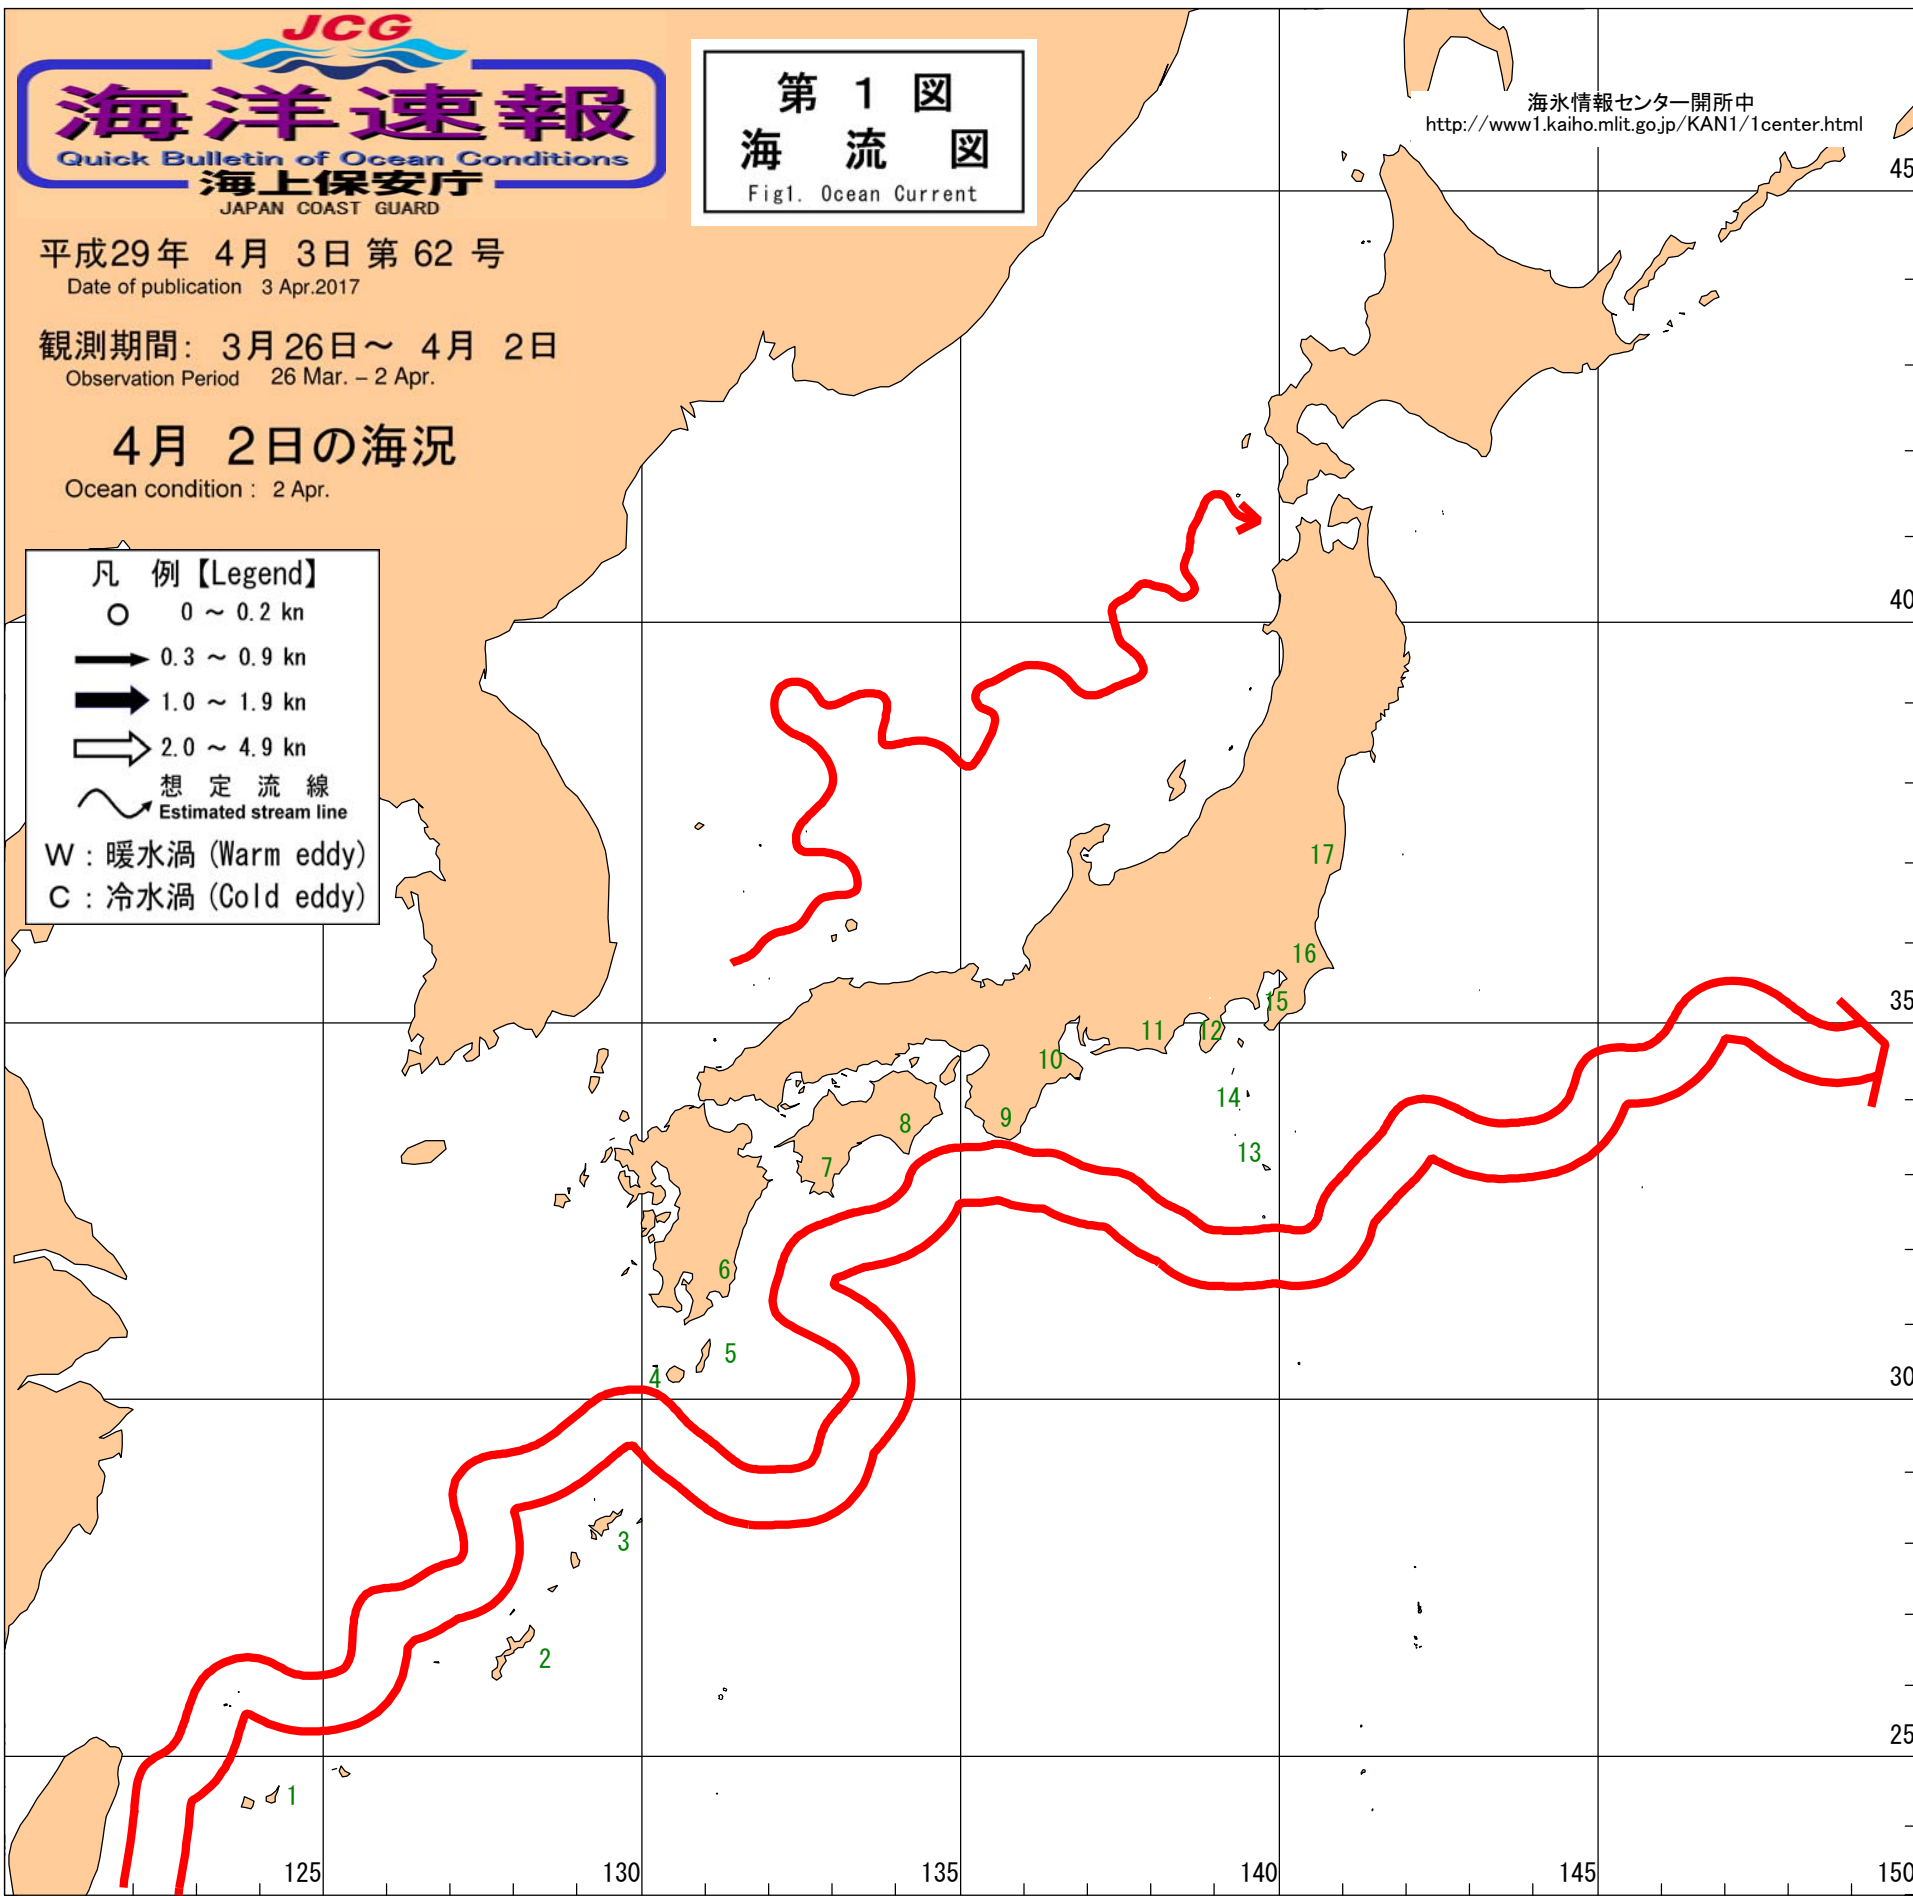 JCG
海洋速報
Quick Bulletin of Ocean Conditions
海上保安庁
JAPAN COAST GUARD
第 1 図
海 流 図
Fig1. Ocean Current
海氷情報センター開所中
http://www1.kaiho.mlit.go.jp/KAN1/1center.html
平成29年 4月 3日 第 62 号
Date of publication 3 Apr.2017
観測期間: 3月26日~ 4月 2日
Observation Period 26 Mar. – 2 Apr.
4月 2日の海況
Ocean condition : 2 Apr.
凡 例【Legend】
0 ~ 0.2 kn
0.3 ~ 0.9 kn
1.0 ~ 1.9 kn
2.0 ~ 4.9 kn
想 定 流 線
Estimated stream line
W : 暖水渦 (Warm eddy)
C : 冷水渦 (Cold eddy)
45
40
35
30
25
17
16
15
12
11
10
14
9
8
13
7
6
5
4
3
2
1
125
130
135
140
145
150